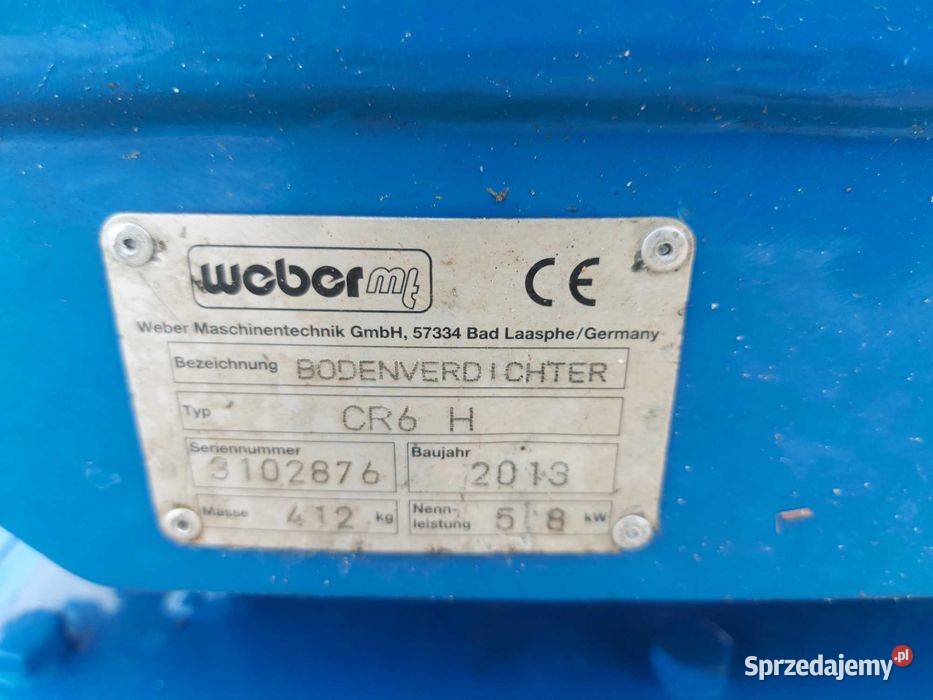 weber mt
CE
Weber Maschinentechnik GmbH, 57334 Bad Laasphe/Germany
Bezeichnung BODENVERDICHTER
Typ CR6 H
Seriennummer 3102876 Baujahr 2013
Masse 412 kg Nenn-leistung 5,8 kW
Sprzedajemy.pl